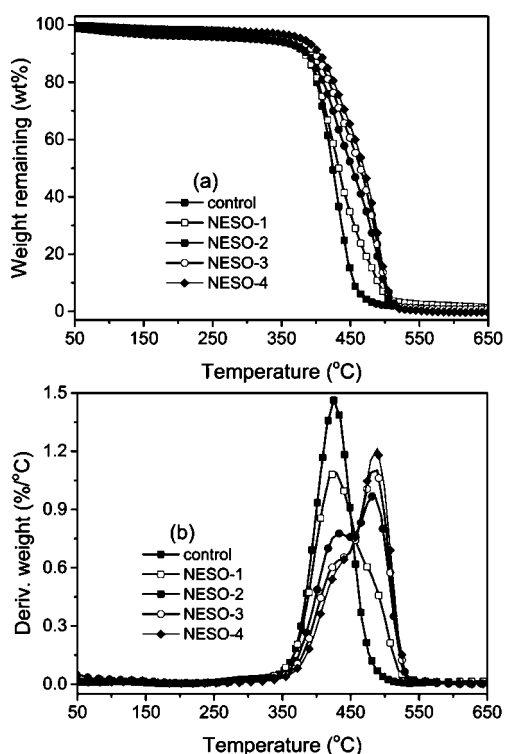 100
80
60
40
20
0
Weight remaining (wt%)
(a)
control
NESO-1
NESO-2
NESO-3
NESO-4
50 150 250 350 450 550 650
Temperature (°C)
1.5
1.2
0.9
0.6
0.3
0.0
Deriv. weight (%/°C)
(b)
control
NESO-1
NESO-2
NESO-3
NESO-4
50 150 250 350 450 550 650
Temperature (°C)